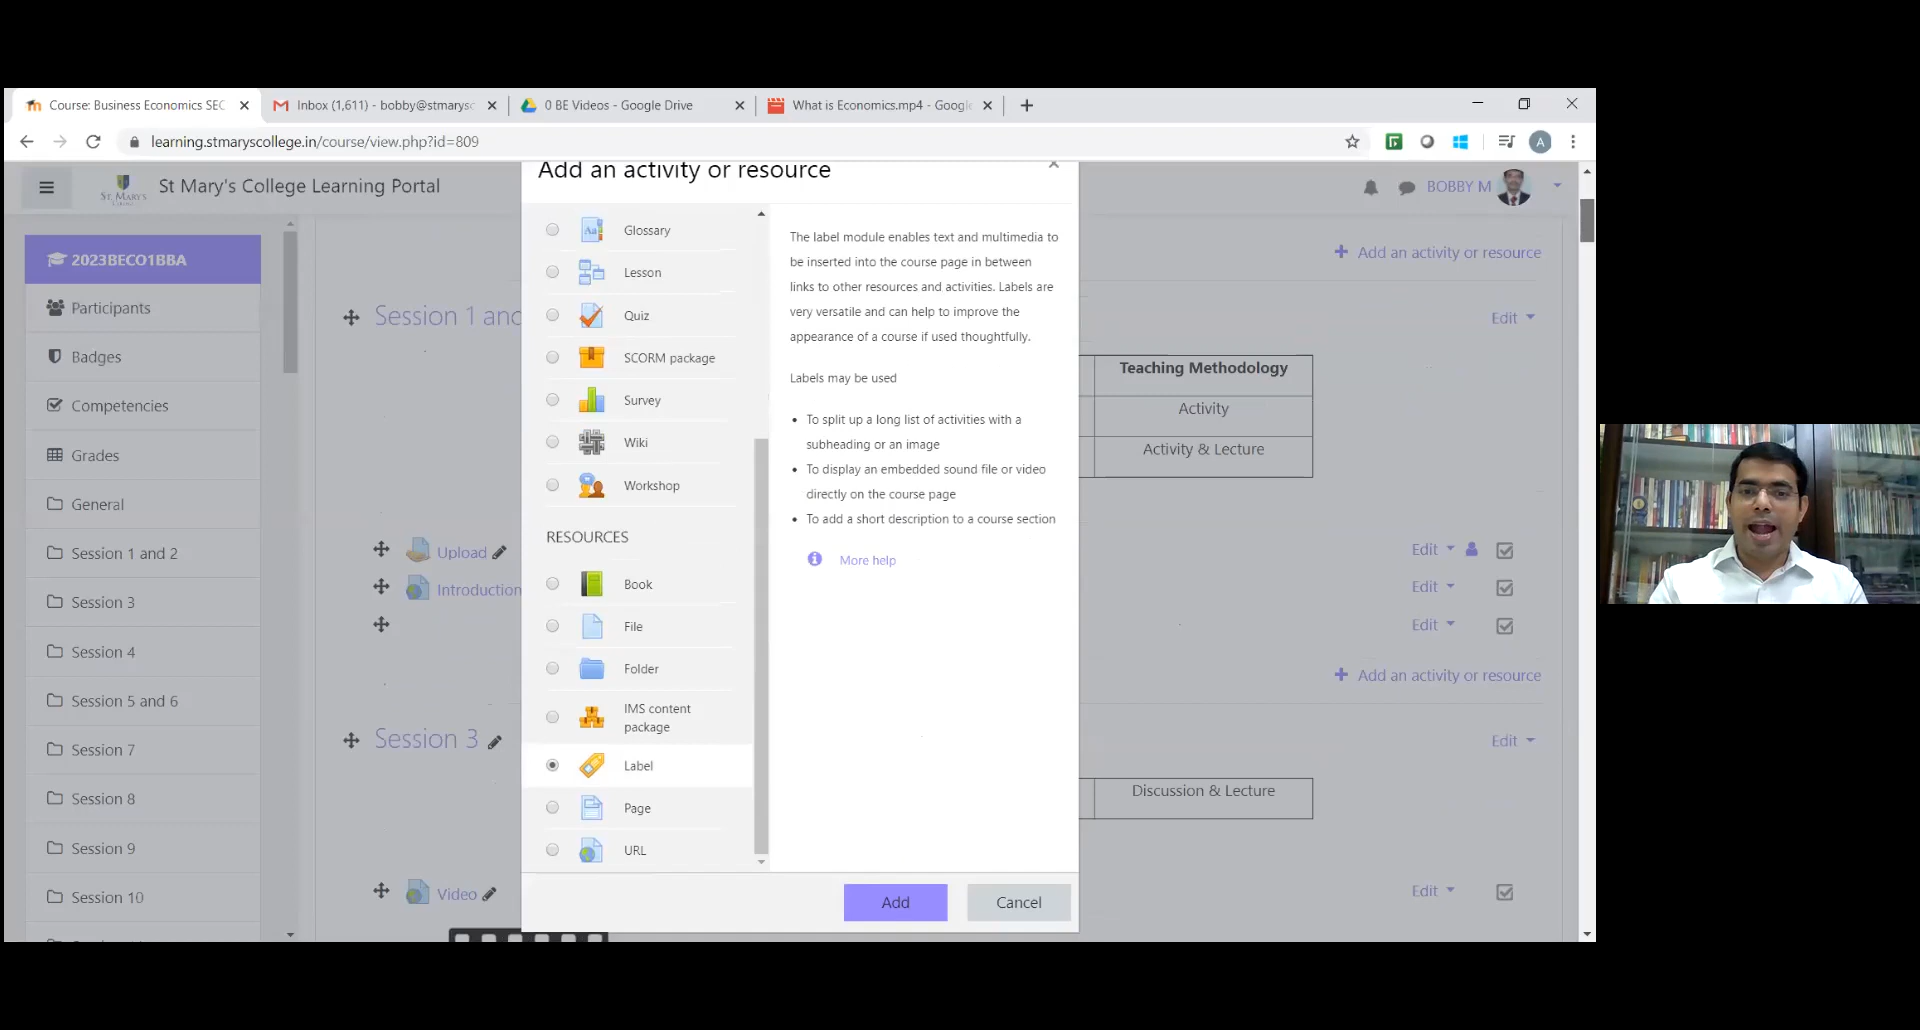 Course: Business Economics SEC
Inbox (1,611) - bobby@stmarysc
0 BE Videos - Google Drive
What is Economics.mp4 - Google
learning.stmaryscollege.in/course/view.php?id=809
A
St Mary's College Learning Portal
BOBBY M
2023BECO1BBA
Participants
Badges
Competencies
Grades
General
Session 1 and 2
Session 3
Session 4
Session 5 and 6
Session 7
Session 8
Session 9
Session 10
Add an activity or resource
Glossary
Lesson
Quiz
SCORM package
Survey
Wiki
Workshop
RESOURCES
Book
File
Folder
IMS content
package
Label
Page
URL
The label module enables text and multimedia to
be inserted into the course page in between
links to other resources and activities. Labels are
very versatile and can help to improve the
appearance of a course if used thoughtfully.
Labels may be used
• To split up a long list of activities with a
subheading or an image
• To display an embedded sound file or video
directly on the course page
• To add a short description to a course section
More help
Add
Cancel
Add an activity or resource
Session 1 and
Edit
Teaching Methodology
Activity
Activity & Lecture
Upload
Edit
Introduction
Edit
Edit
Add an activity or resource
Session 3
Edit
Discussion & Lecture
Video
Edit